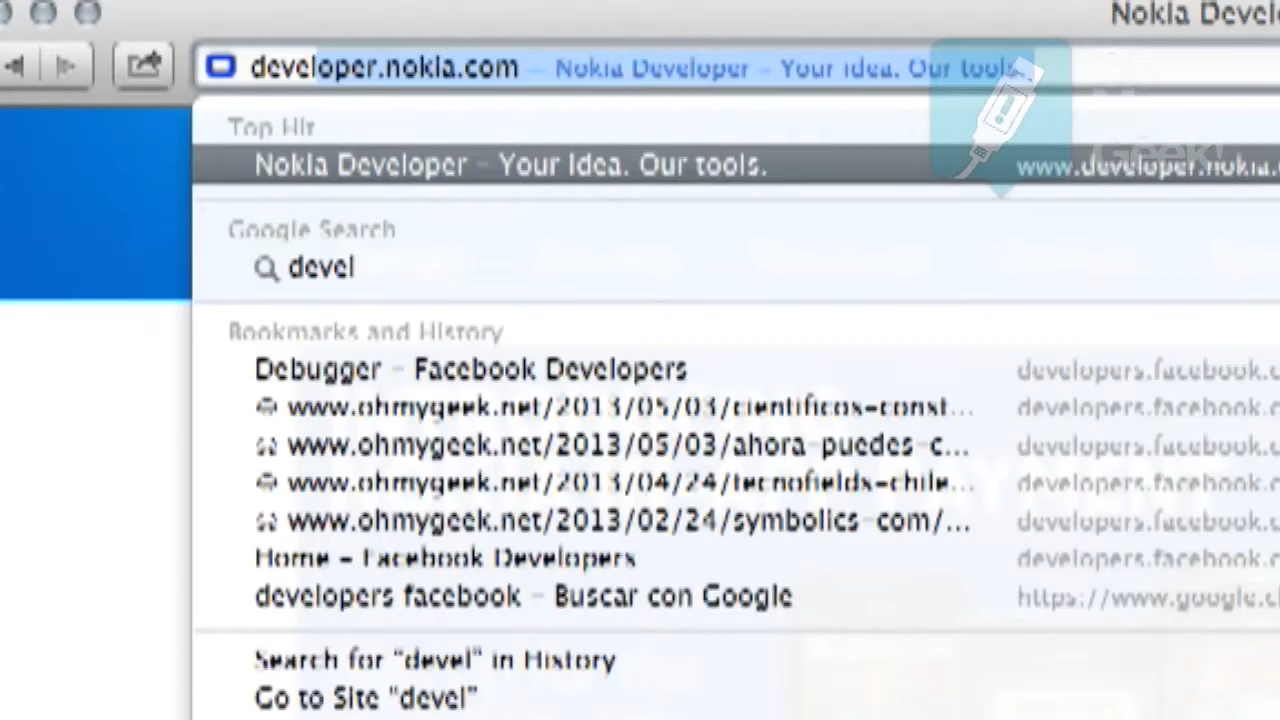 Nokia Devel
developer.nokia.com — Nokia Developer – Your idea. Our tools.
Top Hit
Nokia Developer – Your Idea. Our tools. www.developer.nokia.
Geek!
Google Search
devel
Bookmarks and History
Debugger – Facebook Developers developers.facebook.c
www.ohmygeek.net/2013/05/03/cientificos-const... developers.facebook.c
www.ohmygeek.net/2013/05/03/ahora-puedes-c... developers.facebook.c
www.ohmygeek.net/2013/04/24/tecnofields-chile... developers.facebook.c
www.ohmygeek.net/2013/02/24/symbolics-com/... developers.facebook.c
Home – Facebook Developers developers.facebook.c
developers facebook – Buscar con Google https://www.google.cl
Search for "devel" in History
Go to Site "devel"